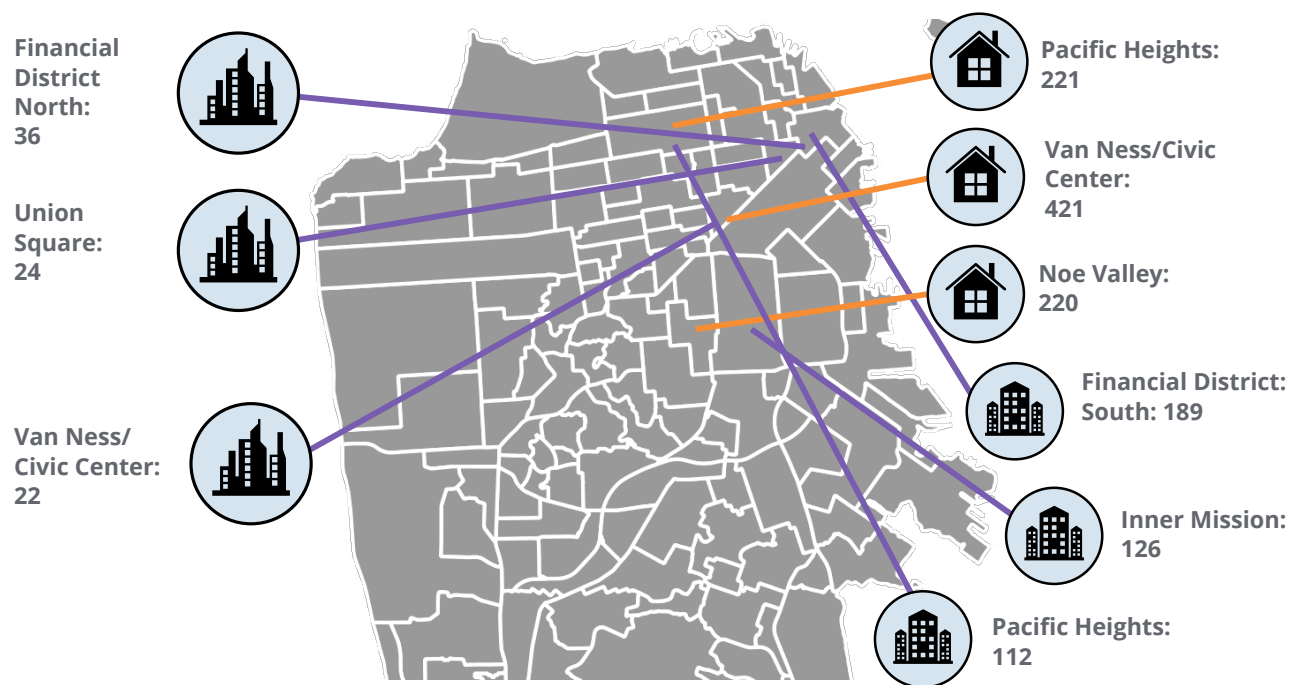 Financial
District
North:
36
Union
Square:
24
Van Ness/
Civic Center:
22
Pacific Heights:
221
Van Ness/Civic
Center:
421
Noe Valley:
220
Financial District:
South: 189
Inner Mission:
126
Pacific Heights:
112